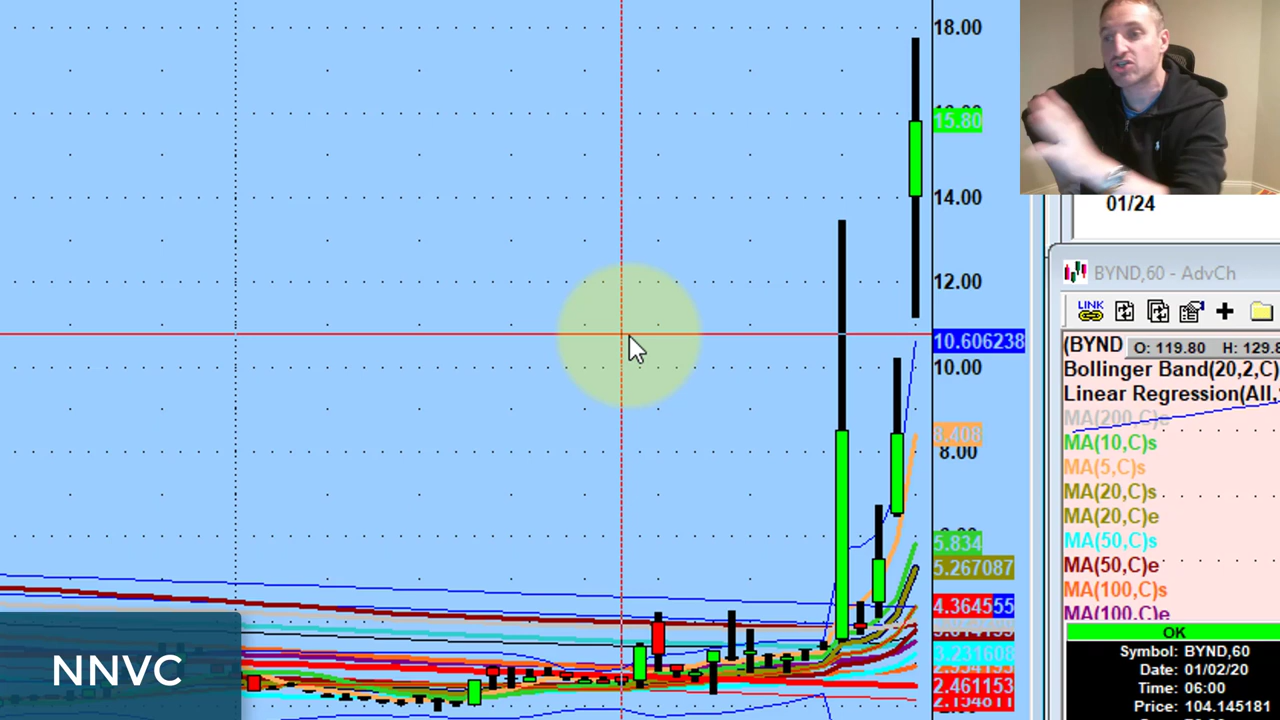 18.00
15.80
14.00
12.00
10.606238
10.00
8.408
8.00
5.834
5.267087
4.364555
3.231608
2.461153
NNVC
01/24
BYND,60 - AdvCh
LINK
(BYND
O: 119.80 H: 129.8
Bollinger Band(20,2,C)
Linear Regression(All,
MA(200,C)e
MA(10,C)s
MA(5,C)s
MA(20,C)s
MA(20,C)e
MA(50,C)s
MA(50,C)e
MA(100,C)s
MA(100,C)e
OK
Symbol: BYND,60
Date: 01/02/20
Time: 06:00
Price: 104.145181